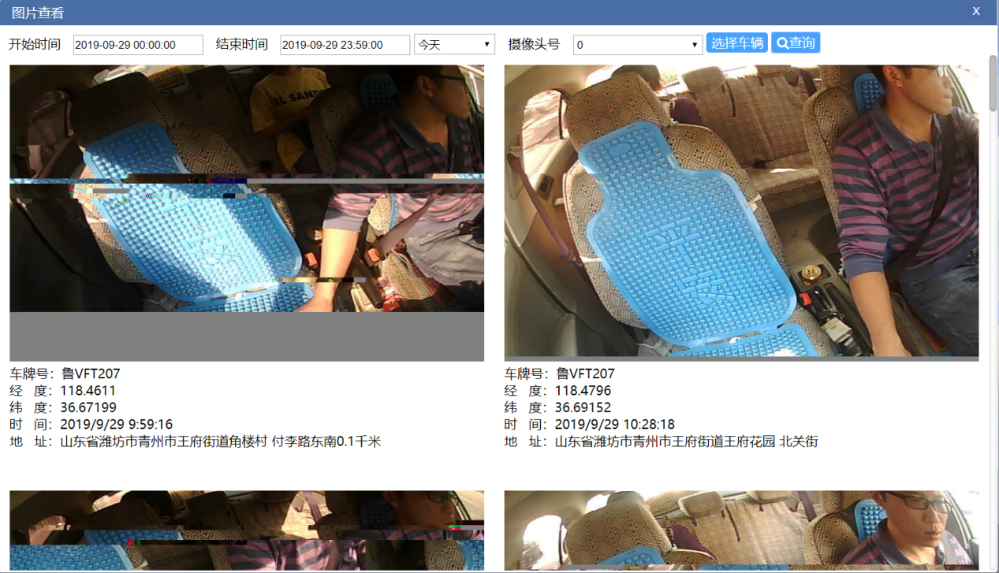 图片查看 X
开始时间 2019-09-29 00:00:00 结束时间 2019-09-29 23:59:00 今天 摄像头号 0 选择车辆 查询
车牌号：鲁VFT207
经 度：118.4611
纬 度：36.67199
时 间：2019/9/29 9:59:16
地 址：山东省潍坊市青州市王府街道角楼村 付李路东南0.1千米
车牌号：鲁VFT207
经 度：118.4796
纬 度：36.69152
时 间：2019/9/29 10:28:18
地 址：山东省潍坊市青州市王府街道王府花园 北关街